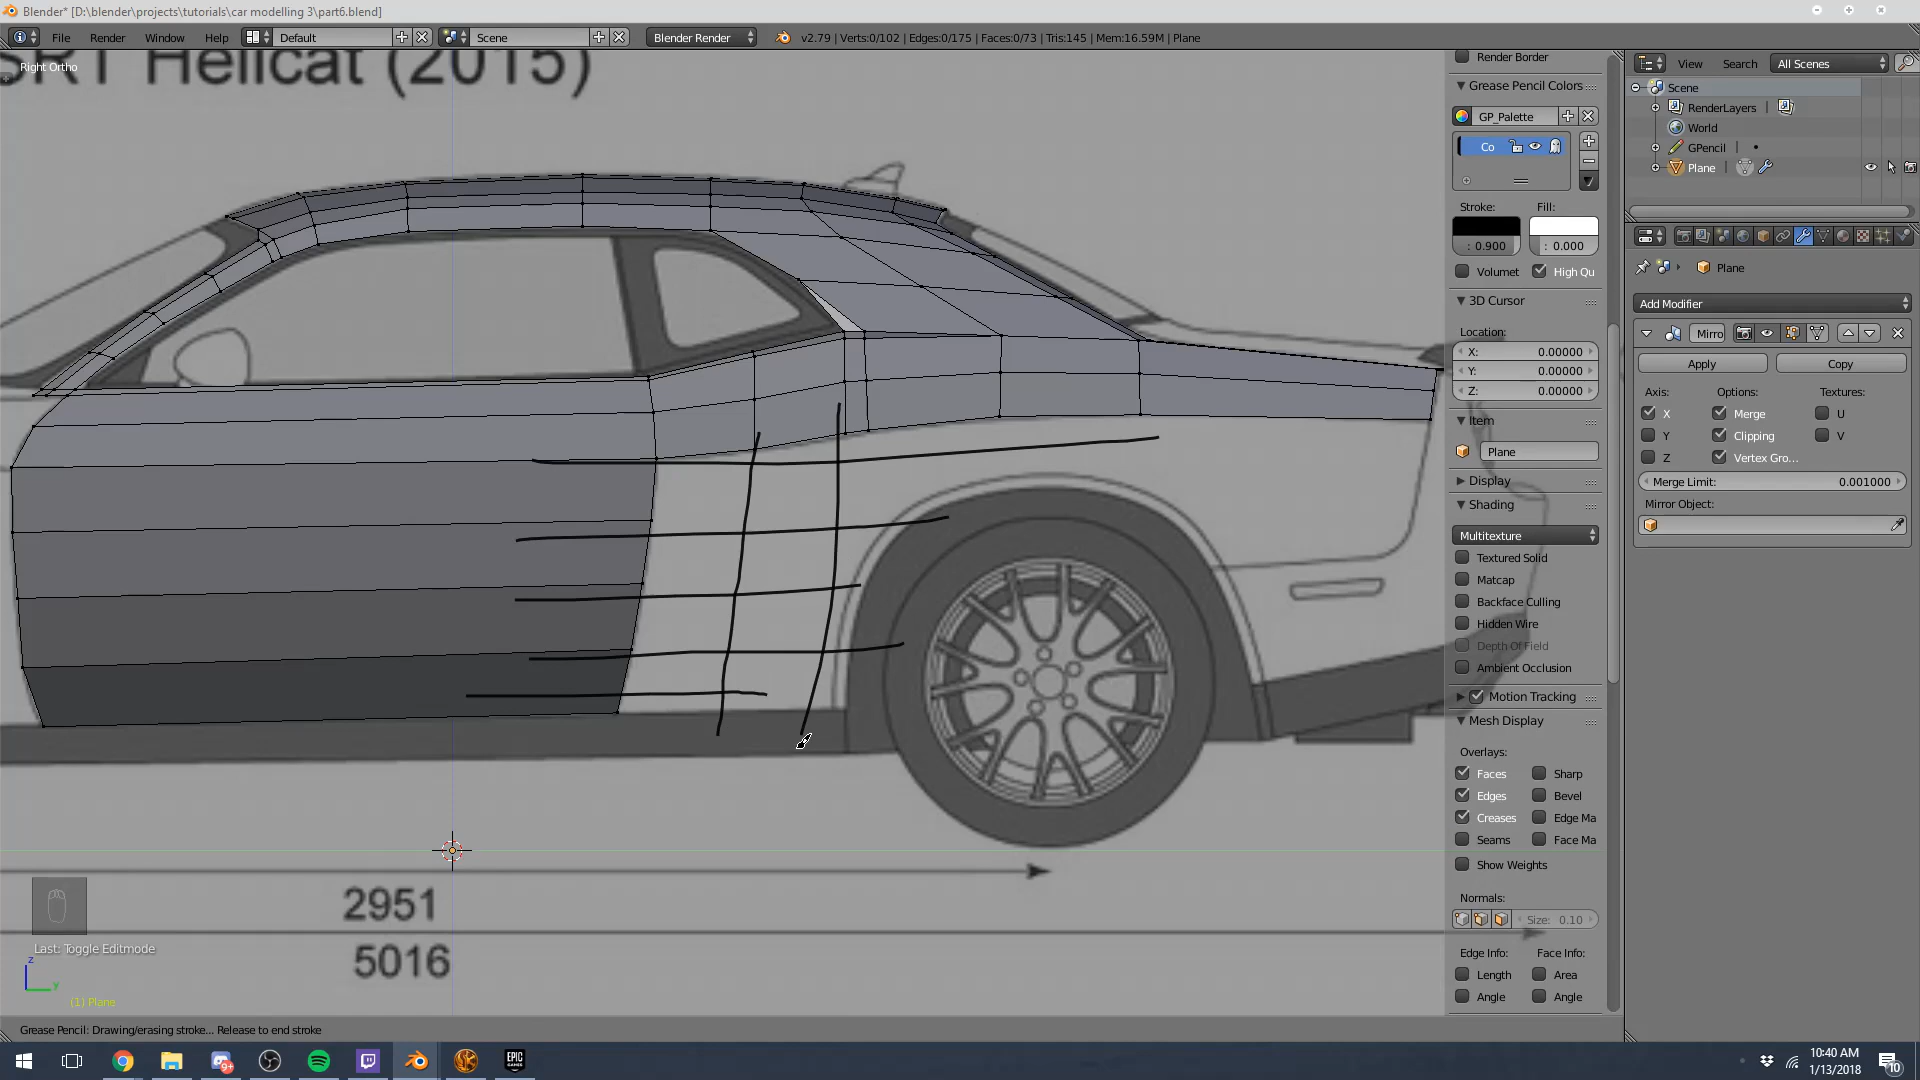 Blender* [D:\blender\projects\tutorials\car modelling 3\part6.blend]
File Render Window Help Default Scene Blender Render v2.79 | Verts:0/102 | Edges:0/175 | Faces:0/73 | Tris:145 | Mem:16.59M | Plane
Right Ortho
SRT Hellcat (2015)
2951
5016
Last: Toggle Editmode
z
y
(1) Plane
Grease Pencil: Drawing/erasing stroke... Release to end stroke
Render Border
Grease Pencil Colors
GP_Palette
Co
Stroke: Fill:
: 0.900 : 0.000
Volumet High Qu
3D Cursor
Location:
X: 0.00000
Y: 0.00000
Z: 0.00000
Item
Plane
Display
Shading
Multitexture
Textured Solid
Matcap
Backface Culling
Hidden Wire
Depth Of Field
Ambient Occlusion
Motion Tracking
Mesh Display
Overlays:
Faces Sharp
Edges Bevel
Creases Edge Ma
Seams Face Ma
Show Weights
Normals:
Size: 0.10
Edge Info: Face Info:
Length Area
Angle Angle
View Search All Scenes
Scene
RenderLayers
World
GPencil
Plane
Plane
Add Modifier
Mirro
Apply Copy
Axis: Options: Textures:
X Merge U
Y Clipping V
Z Vertex Gro...
Merge Limit: 0.001000
Mirror Object:
9+
EPIC GAMES
10:40 AM
1/13/2018
10